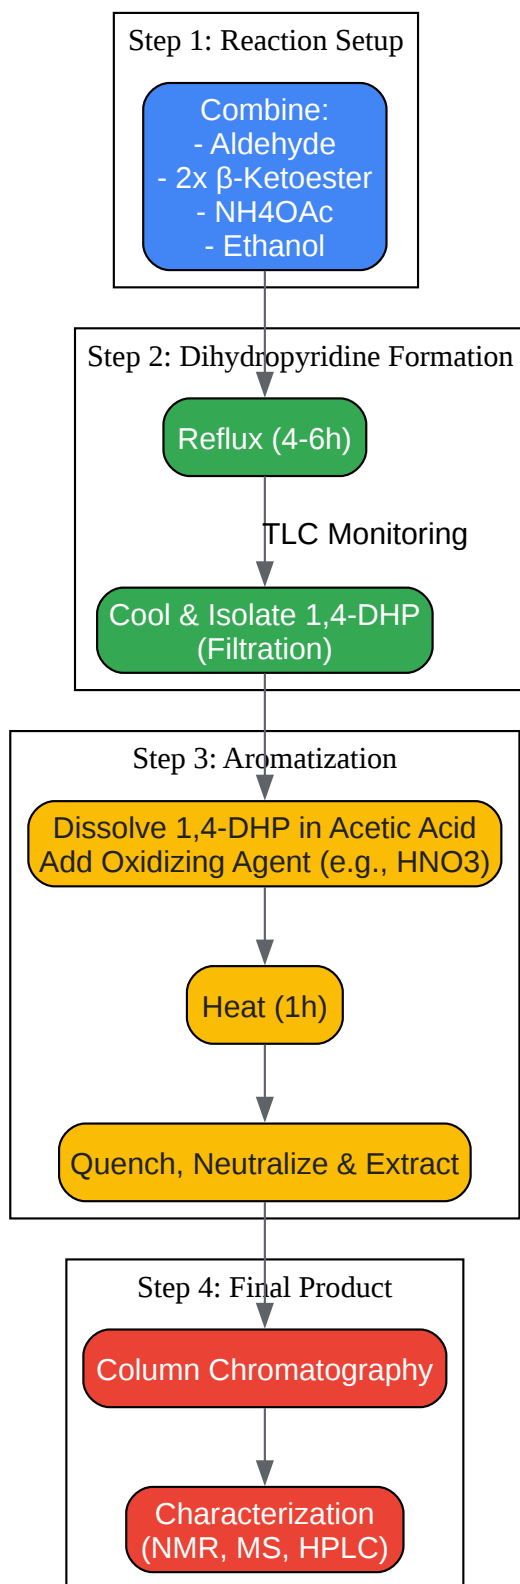 Step 1: Reaction Setup
Combine:
- Aldehyde
- 2x β-Ketoester
- NH4OAc
- Ethanol
Step 2: Dihydropyridine Formation
Reflux (4-6h)
TLC Monitoring
Cool & Isolate 1,4-DHP
(Filtration)
Step 3: Aromatization
Dissolve 1,4-DHP in Acetic Acid
Add Oxidizing Agent (e.g., HNO3)
Heat (1h)
Quench, Neutralize & Extract
Step 4: Final Product
Column Chromatography
Characterization
(NMR, MS, HPLC)